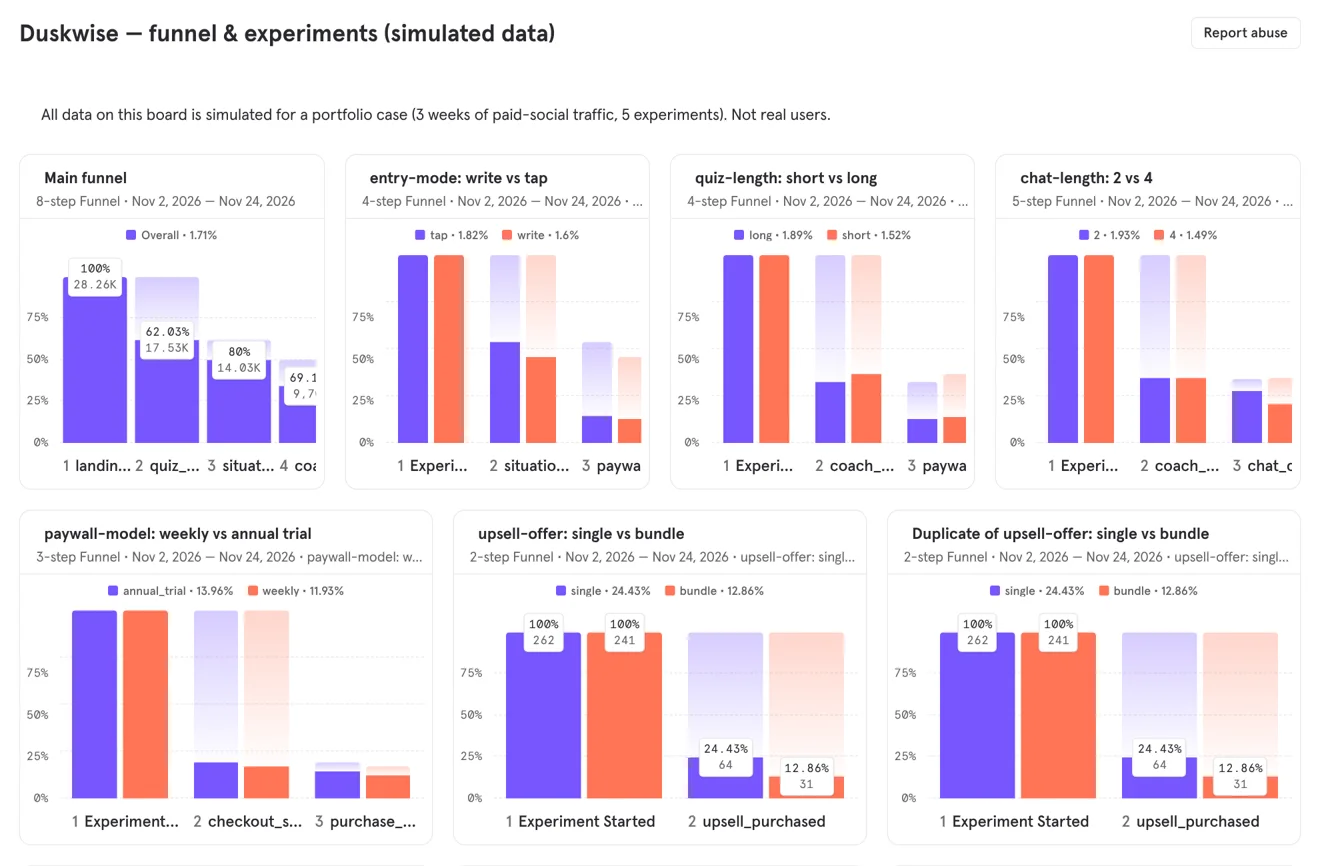 Duskwise — funnel & experiments (simulated data)
Report abuse
All data on this board is simulated for a portfolio case (3 weeks of paid-social traffic, 5 experiments). Not real users.
Main funnel
8-step Funnel • Nov 2, 2026 — Nov 24, 2026
Overall • 1.71%
100%
28.26K
62.03%
17.53K
80%
14.03K
69.1
9,7
75%
50%
25%
0%
1 landin... 2 quiz_... 3 situat... 4 coa
entry-mode: write vs tap
4-step Funnel • Nov 2, 2026 — Nov 24, 2026 • ...
tap • 1.82% write • 1.6%
75%
50%
25%
0%
1 Experi... 2 situatio... 3 paywa
quiz-length: short vs long
4-step Funnel • Nov 2, 2026 — Nov 24, 2026 • ...
long • 1.89% short • 1.52%
75%
50%
25%
0%
1 Experi... 2 coach_... 3 paywa
chat-length: 2 vs 4
5-step Funnel • Nov 2, 2026 — Nov 24, 2026 • ...
2 • 1.93% 4 • 1.49%
75%
50%
25%
0%
1 Experi... 2 coach_... 3 chat_c
paywall-model: weekly vs annual trial
3-step Funnel • Nov 2, 2026 — Nov 24, 2026 • paywall-model: w...
annual_trial • 13.96% weekly • 11.93%
75%
50%
25%
0%
1 Experiment... 2 checkout_s... 3 purchase_...
upsell-offer: single vs bundle
2-step Funnel • Nov 2, 2026 — Nov 24, 2026 • upsell-offer: singl...
single • 24.43% bundle • 12.86%
100%
262
100%
241
24.43%
64
12.86%
31
75%
50%
25%
0%
1 Experiment Started 2 upsell_purchased
Duplicate of upsell-offer: single vs bundle
2-step Funnel • Nov 2, 2026 — Nov 24, 2026 • upsell-offer: singl...
single • 24.43% bundle • 12.86%
100%
262
100%
241
24.43%
64
12.86%
31
75%
50%
25%
0%
1 Experiment Started 2 upsell_purchased